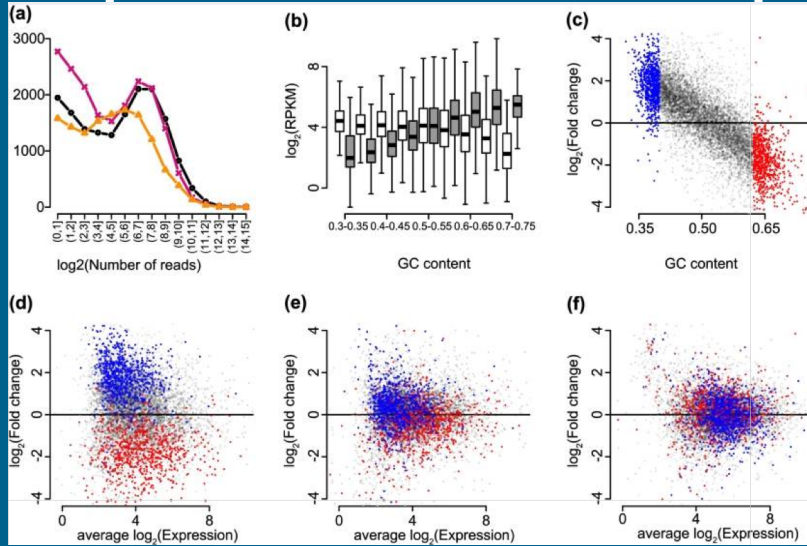 (a)
3000
2000
1000
0
(0,1]
(1,2]
(2,3]
(3,4]
(4,5]
(5,6]
(6,7]
(7,8]
(8,9]
(9,10]
(10,11]
(11,12]
(12,13]
(13,14]
(14,15]
log2(Number of reads)
(b)
log2(RPKM)
8
4
0
0.3-0.35 0.4-0.45 0.5-0.55 0.6-0.65 0.7-0.75
GC content
(c)
log2(Fold change)
4
2
0
-2
-4
0.35 0.50 0.65
GC content
(d)
log2(Fold change)
4
2
0
-2
-4
0 4 8
average log2(Expression)
(e)
log2(Fold change)
4
2
0
-2
-4
0 4 8
average log2(Expression)
(f)
log2(Fold change)
4
2
0
-2
-4
0 4 8
average log2(Expression)